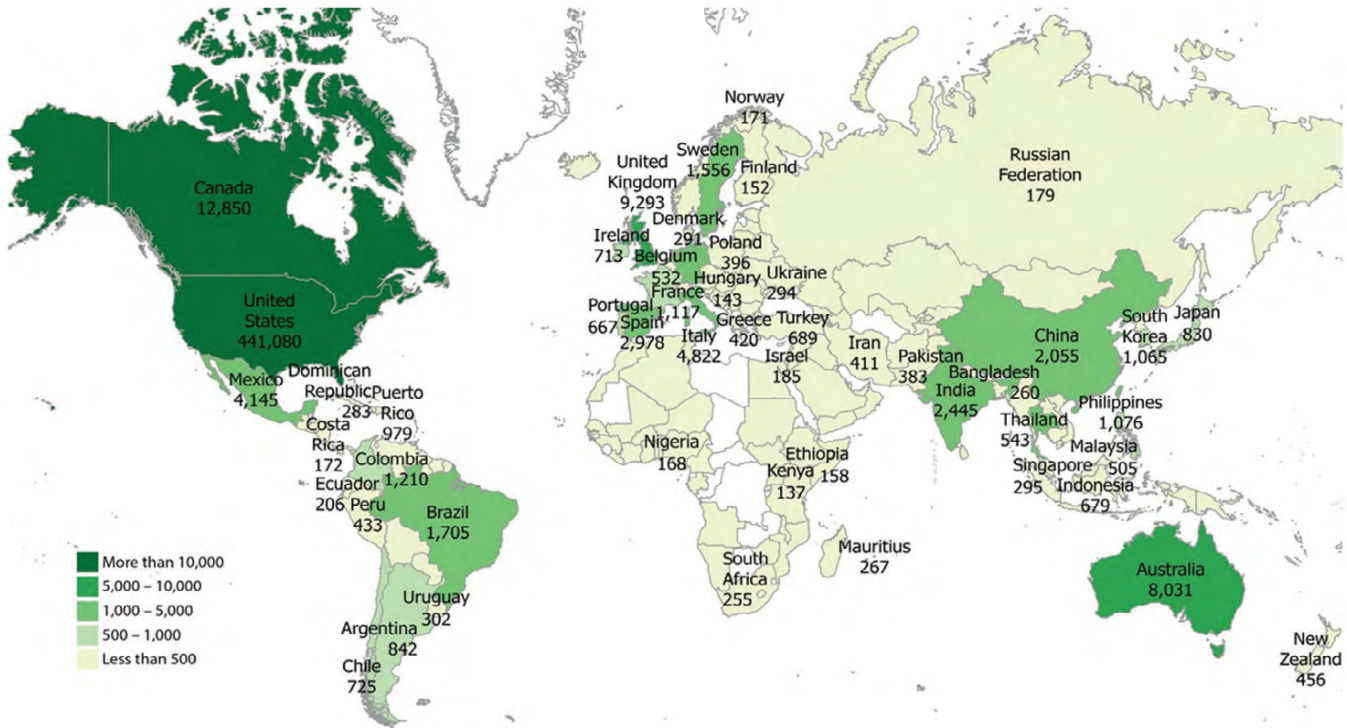 Norway
171
Sweden
1,556
Finland
152
United
Kingdom
9,293
Russian
Federation
179
Canada
12,850
Denmark
291
Ireland
713
Poland
396
Belgium
532
Hungary
143
Ukraine
294
France
1,117
Portugal
667
Spain
2,978
Italy
4,822
Greece
420
Turkey
689
Israel
185
Iran
411
Pakistan
383
China
2,055
South
Korea
1,065
Japan
830
United
States
441,080
Bangladesh
260
India
2,445
Mexico
4,145
Dominican
Republic
283
Puerto
Rico
979
Philippines
1,076
Thailand
543
Costa
Rica
172
Malaysia
505
Nigeria
168
Ethiopia
158
Kenya
137
Colombia
1,210
Singapore
295
Indonesia
679
Ecuador
206
Peru
433
Brazil
1,705
Mauritius
267
South
Africa
255
Australia
8,031
Uruguay
302
Argentina
842
Chile
725
New
Zealand
456
More than 10,000
5,000 – 10,000
1,000 – 5,000
500 – 1,000
Less than 500